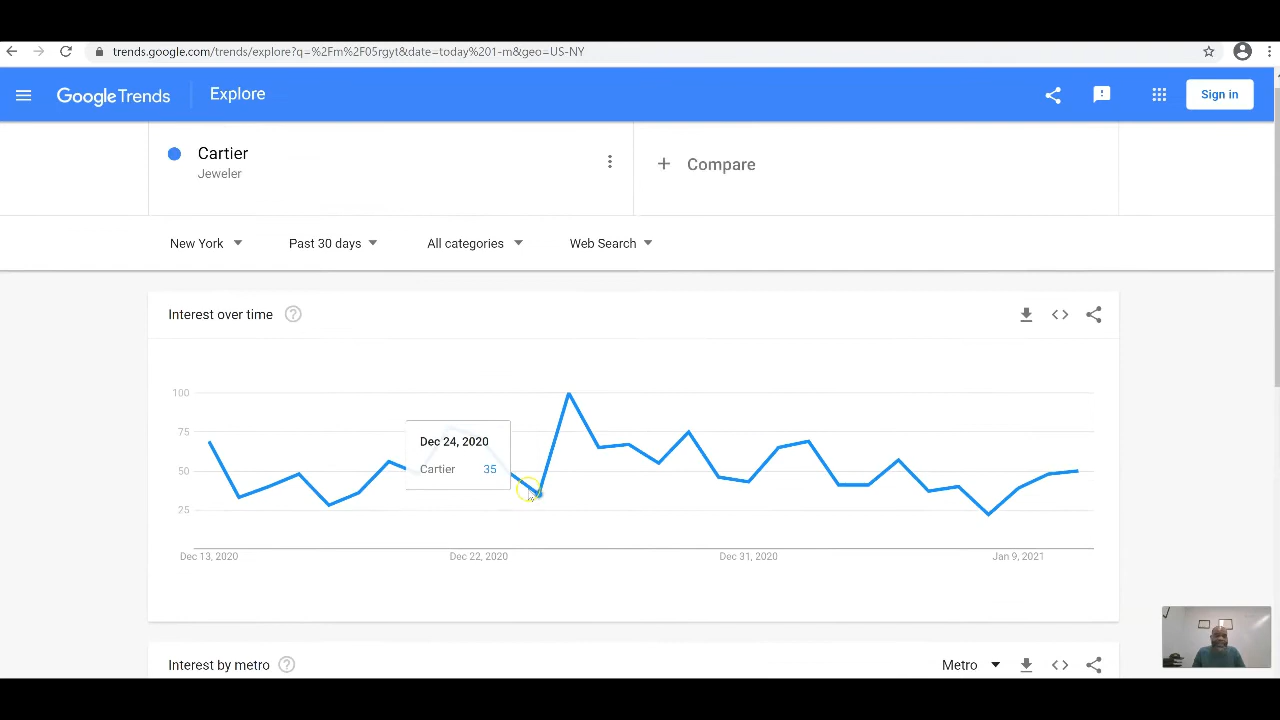 trends.google.com/trends/explore?q=%2Fm%2F05rgyt&date=today%201-m&geo=US-NY
Google Trends
Explore
Sign in
Cartier
Jeweler
+ Compare
New York
Past 30 days
All categories
Web Search
Interest over time ?
100
75
50
25
Dec 24, 2020
Cartier 35
Dec 13, 2020
Dec 22, 2020
Dec 31, 2020
Jan 9, 2021
Interest by metro ?
Metro